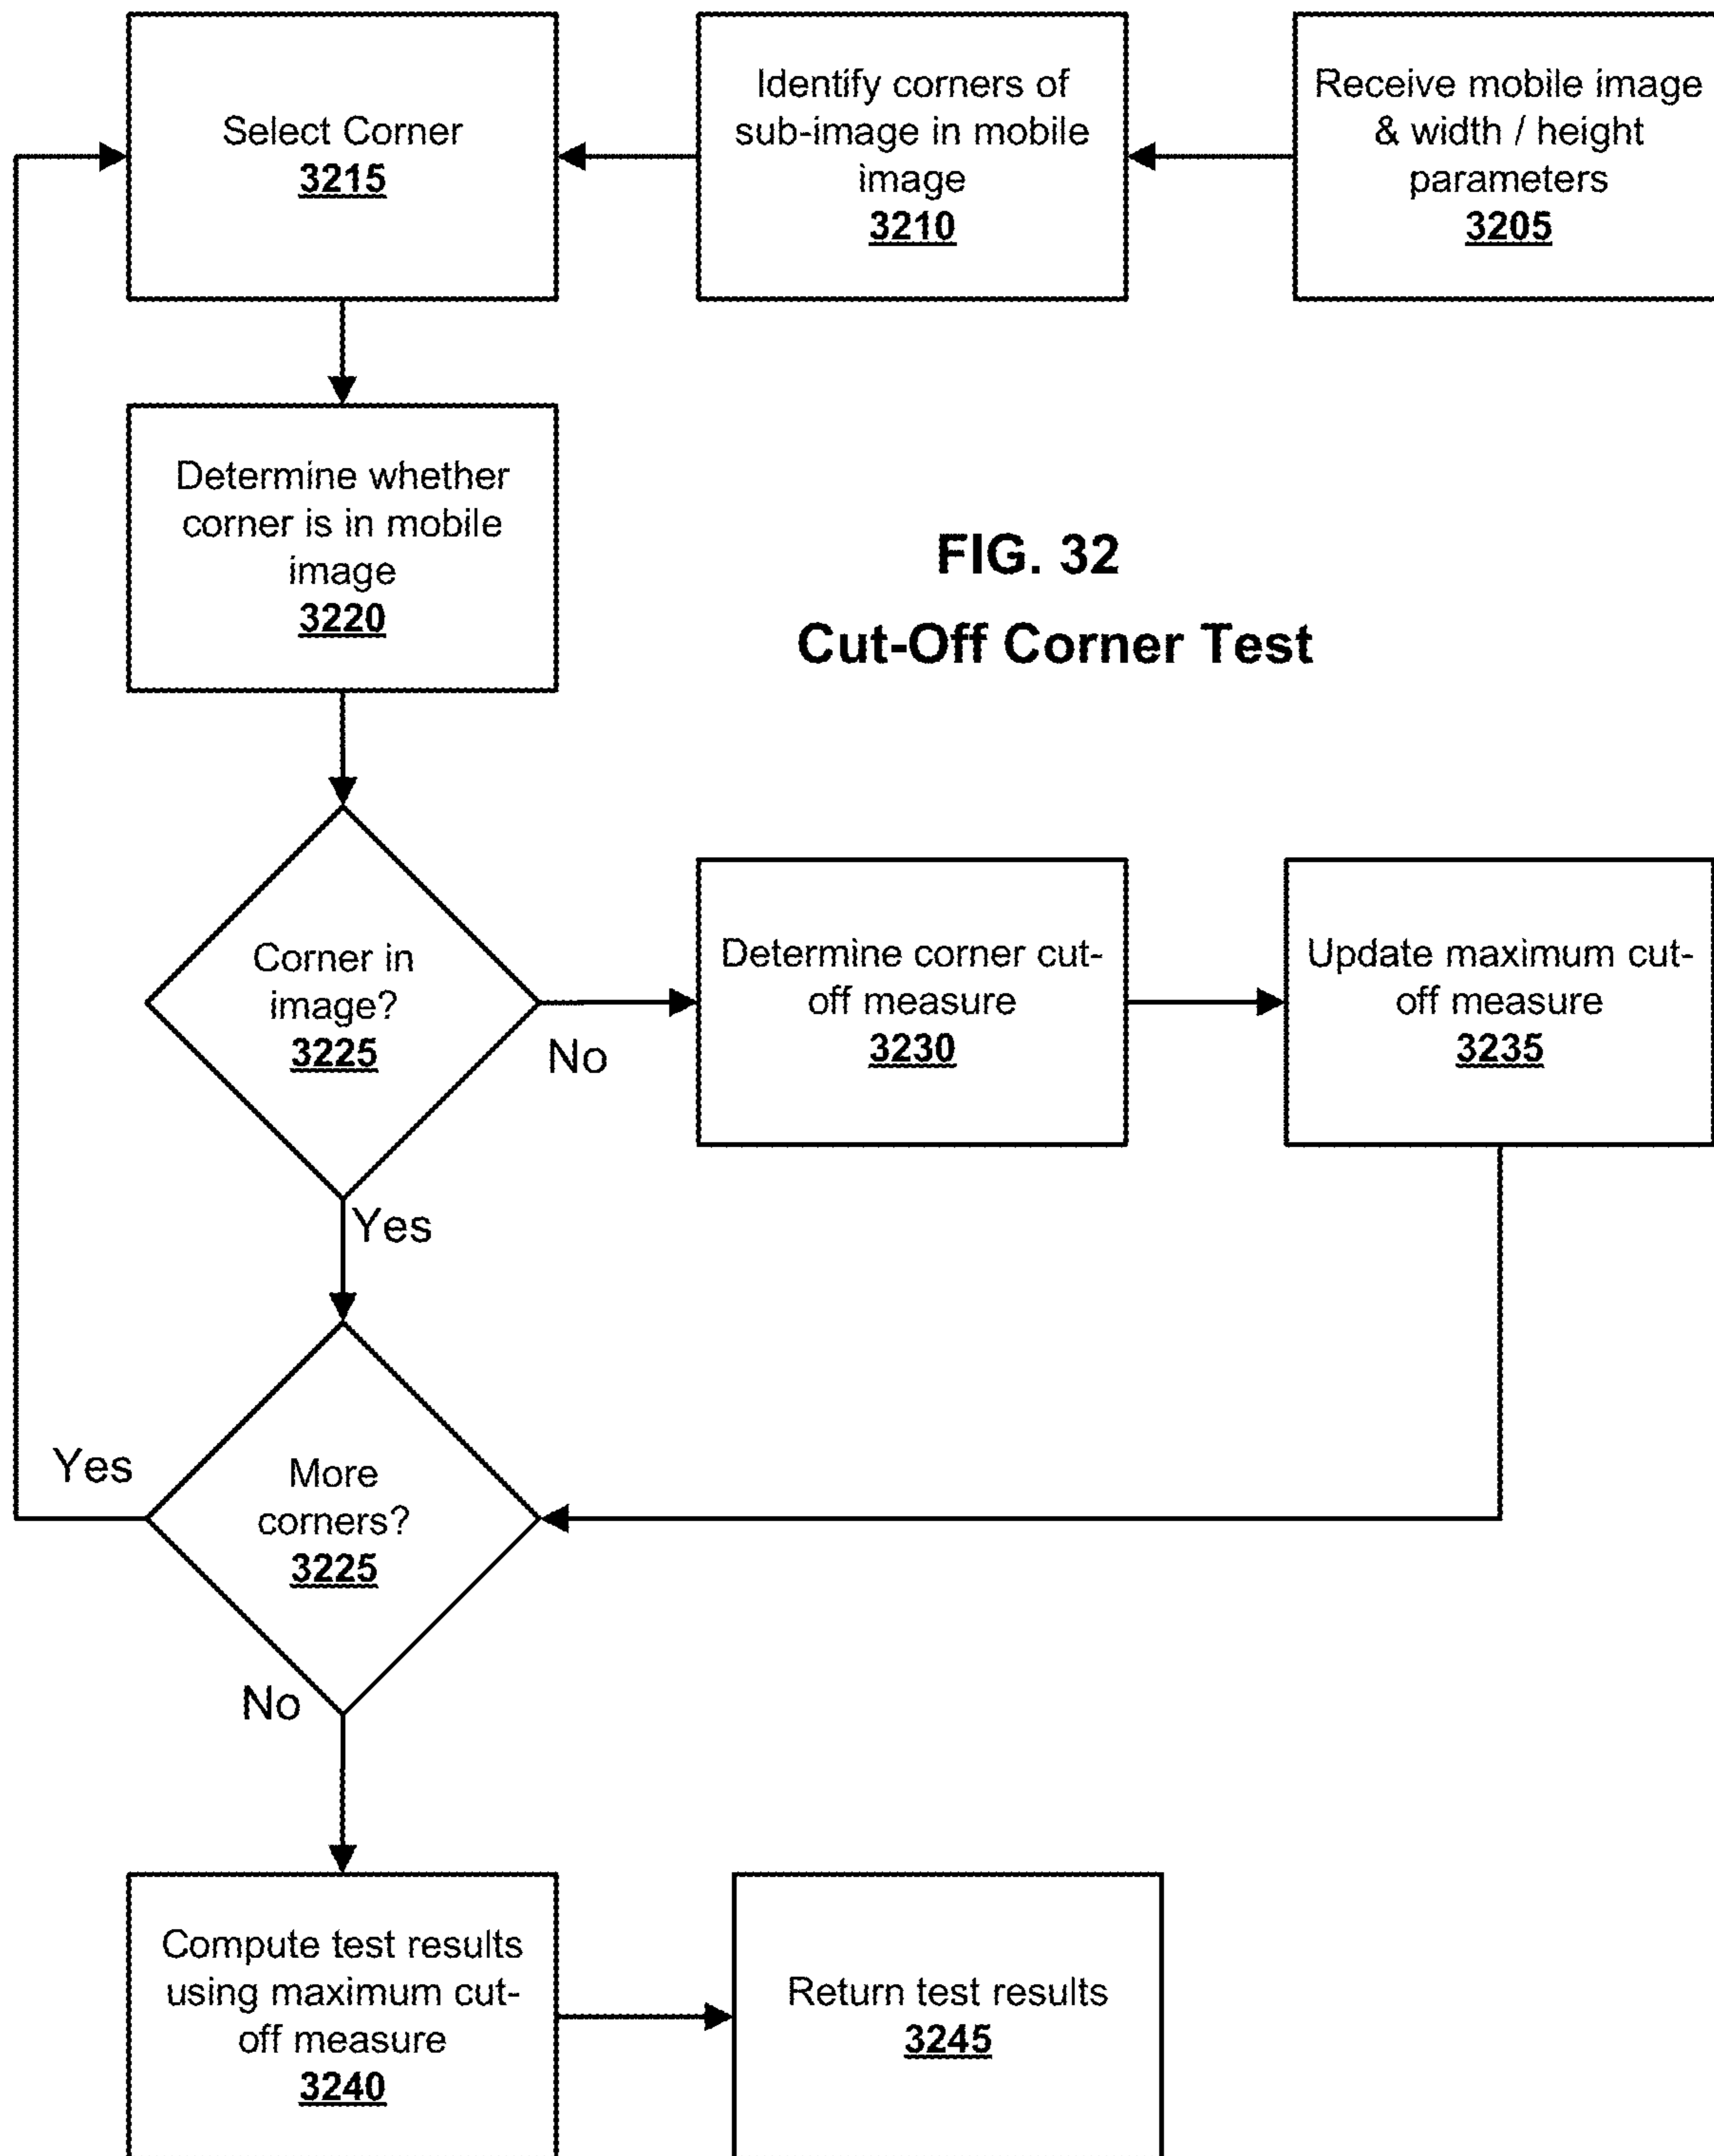 Select Corner
3215
Identify corners of
sub-image in mobile
image
3210
Receive mobile image
& width / height
parameters
3205
Determine whether
corner is in mobile
image
3220
FIG. 32
Cut-Off Corner Test
Corner in
image?
3225
No
Yes
Determine corner cut-
off measure
3230
Update maximum cut-
off measure
3235
More
corners?
3225
Yes
No
Compute test results
using maximum cut-
off measure
3240
Return test results
3245